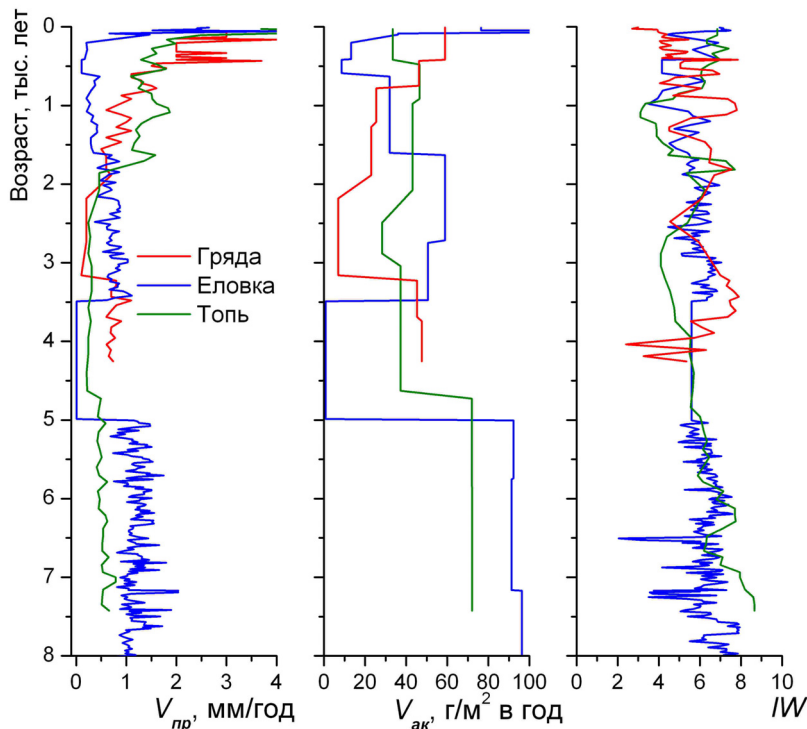 Возраст, тыс. лет
0
1
2
3
4
5
6
7
8
Гряда
Еловка
Топь
0 1 2 3 4
0 20 40 60 80 100
0 2 4 6 8 10
V_пр, мм/год
V_ак, г/м² в год
IW